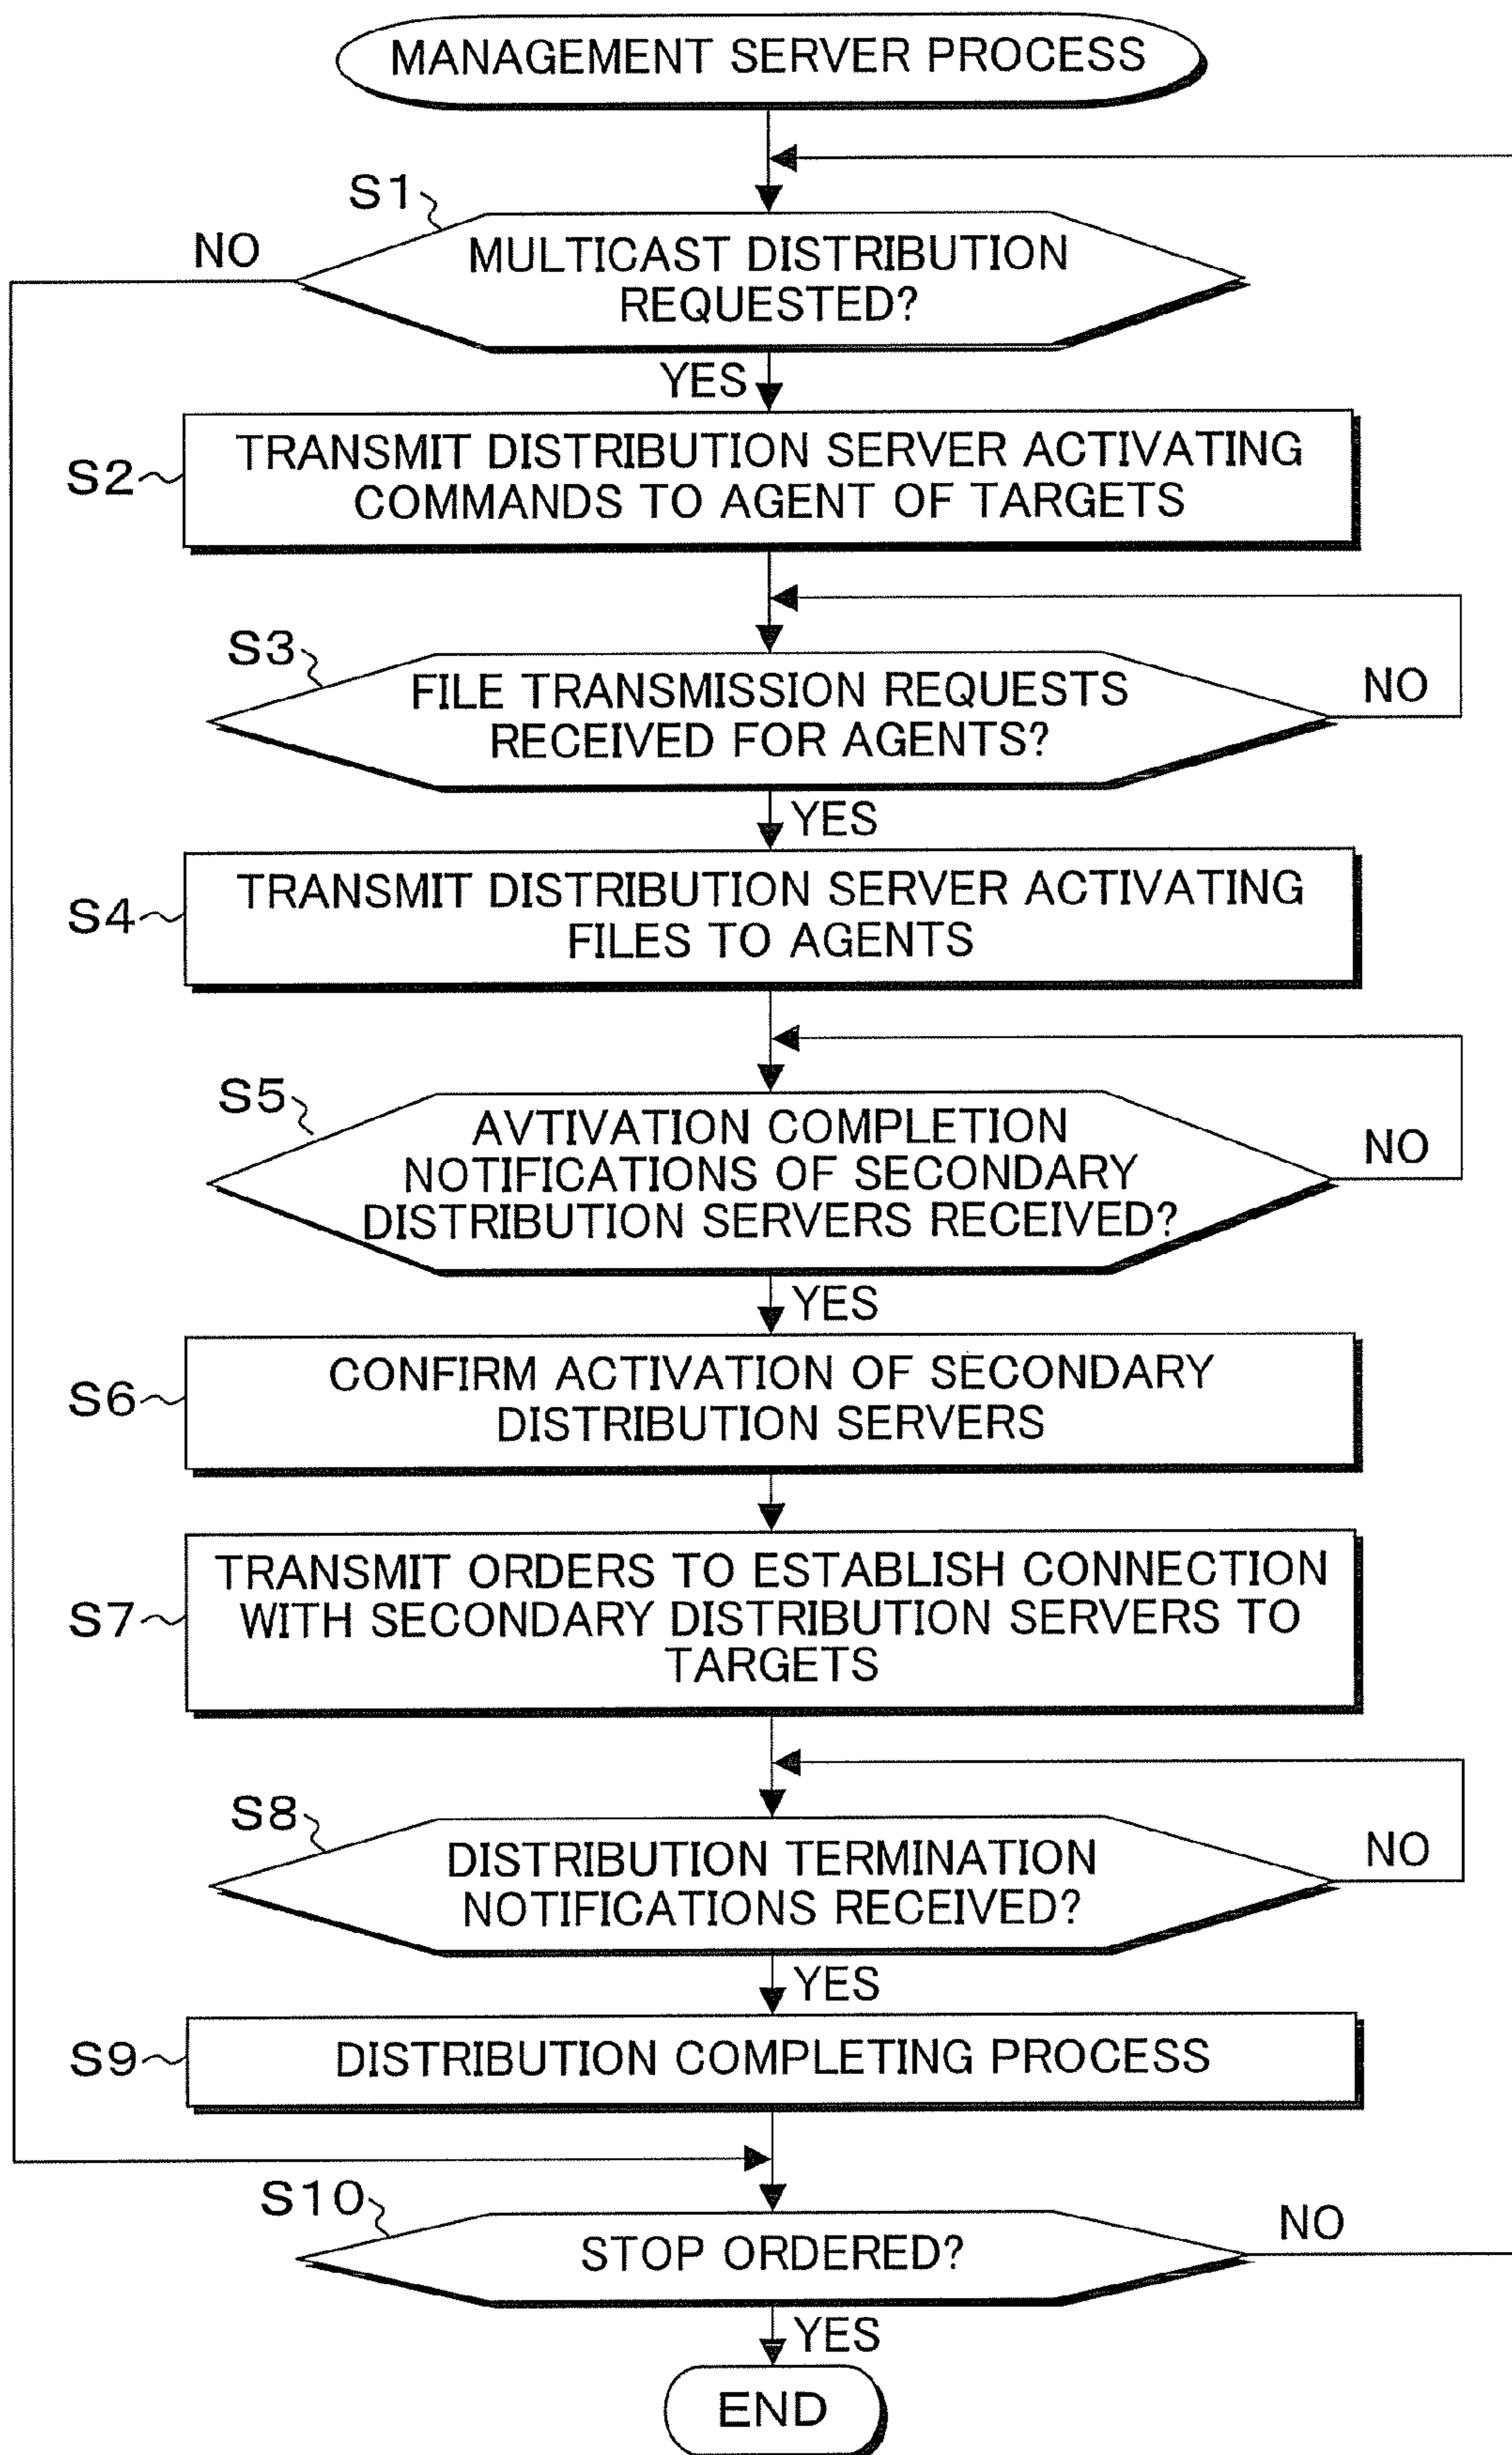 MANAGEMENT SERVER PROCESS
S1
NO
MULTICAST DISTRIBUTION
REQUESTED?
YES
S2
TRANSMIT DISTRIBUTION SERVER ACTIVATING
COMMANDS TO AGENT OF TARGETS
S3
FILE TRANSMISSION REQUESTS
RECEIVED FOR AGENTS?
NO
YES
S4
TRANSMIT DISTRIBUTION SERVER ACTIVATING
FILES TO AGENTS
S5
AVTIVATION COMPLETION
NOTIFICATIONS OF SECONDARY
DISTRIBUTION SERVERS RECEIVED?
NO
YES
S6
CONFIRM ACTIVATION OF SECONDARY
DISTRIBUTION SERVERS
S7
TRANSMIT ORDERS TO ESTABLISH CONNECTION
WITH SECONDARY DISTRIBUTION SERVERS TO
TARGETS
S8
DISTRIBUTION TERMINATION
NOTIFICATIONS RECEIVED?
NO
YES
S9
DISTRIBUTION COMPLETING PROCESS
S10
STOP ORDERED?
NO
YES
END